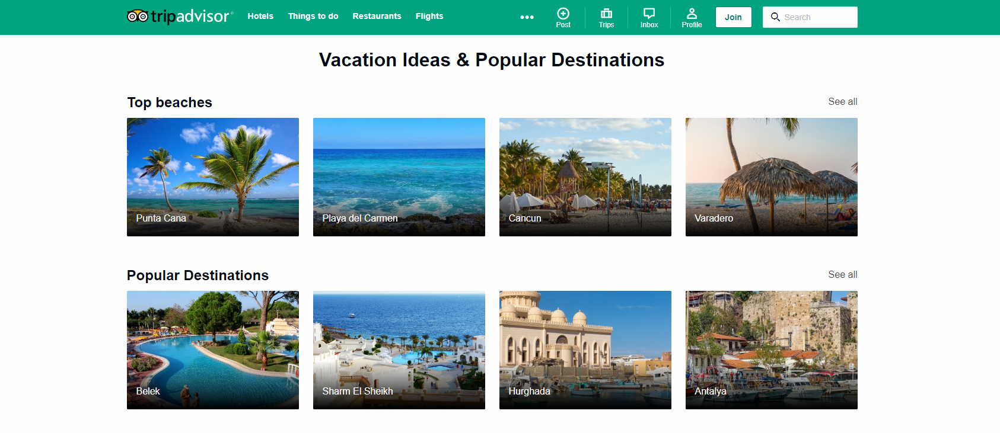 tripadvisor®
Hotels
Things to do
Restaurants
Flights
Post
Trips
Inbox
Profile
Join
Search
Vacation Ideas & Popular Destinations
Top beaches
See all
Punta Cana
Playa del Carmen
Cancun
Varadero
Popular Destinations
See all
Belek
Sharm El Sheikh
Hurghada
Antalya